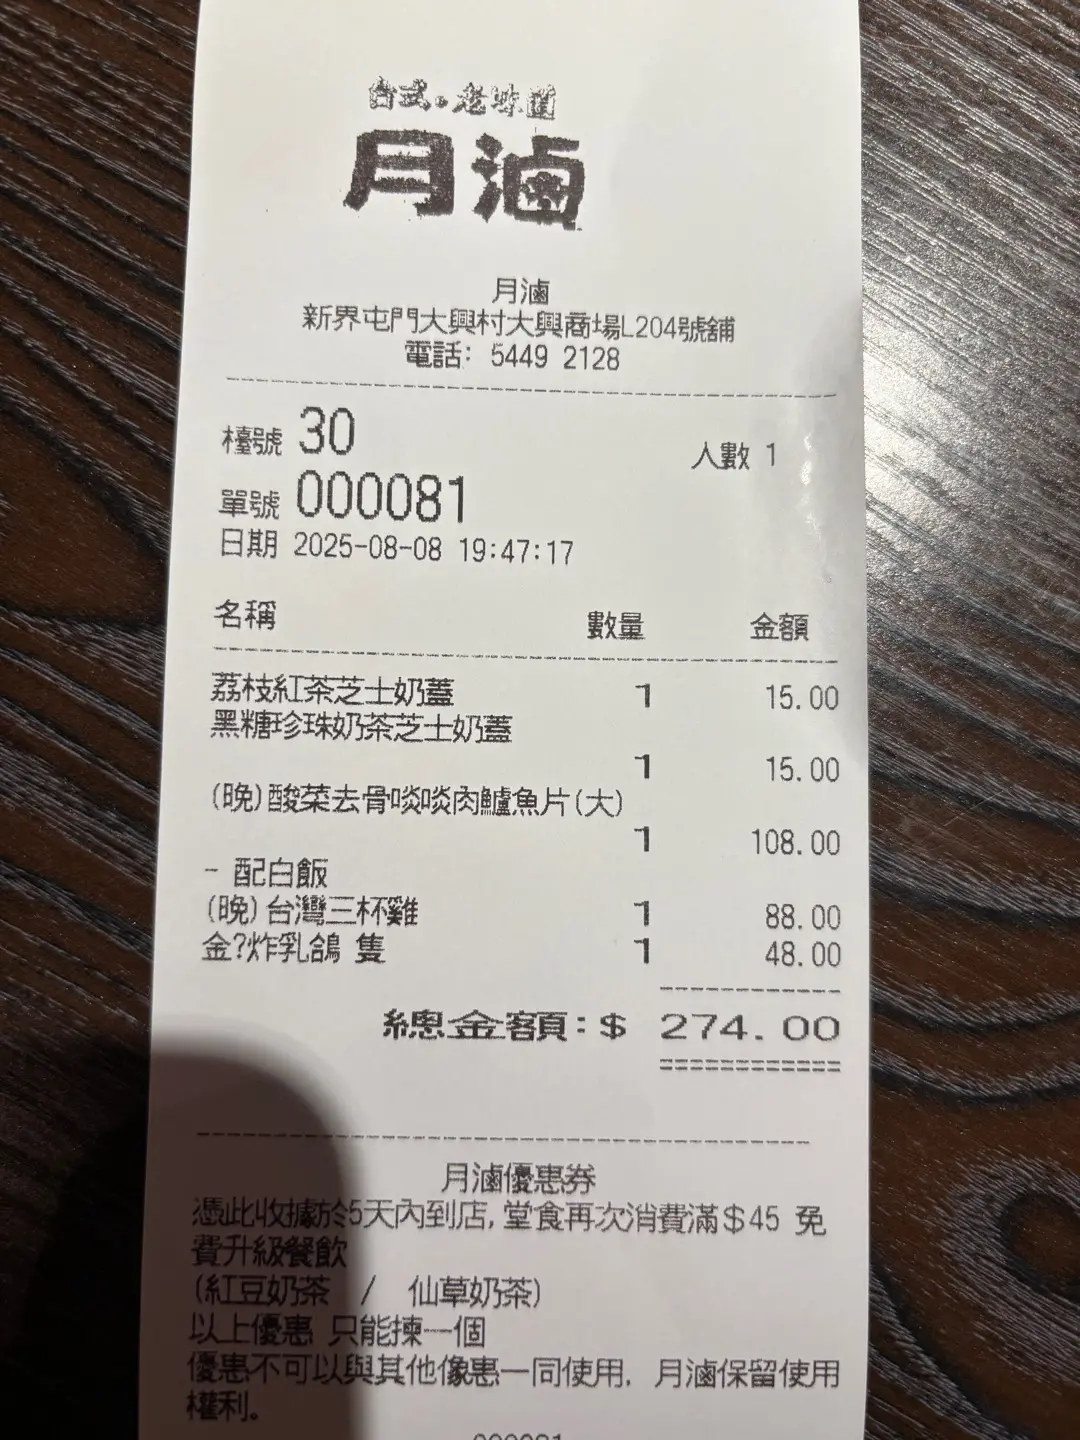 台式。老味道
月滷
月滷
新界屯門大興村大興商場L204號舖
電話: 5449 2128
檯號 30 人數 1
單號 000081
日期 2025-08-08 19:47:17
名稱 數量 金額
荔枝紅茶芝士奶蓋 1 15.00
黑糖珍珠奶茶芝士奶蓋
1 15.00
(晚)酸菜去骨啖啖肉鱸魚片(大)
1 108.00
- 配白飯
(晚)台灣三杯雞 1 88.00
金?炸乳鴿 隻 1 48.00
總金額:$ 274.00
月滷優惠券
憑此收據於5天內到店,堂食再次消費滿$45 免
費升級餐飲
(紅豆奶茶 / 仙草奶茶)
以上優惠 只能揀一個
優惠不可以與其他像惠一同使用, 月滷保留使用
權利。